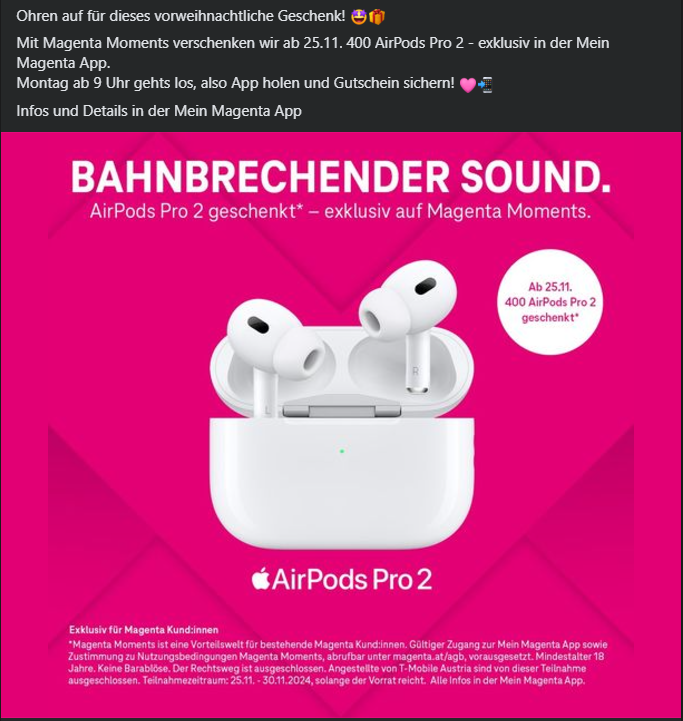 Ohren auf für dieses vorweihnachtliche Geschenk! 🤩🎁
Mit Magenta Moments verschenken wir ab 25.11. 400 AirPods Pro 2 - exklusiv in der Mein
Magenta App.
Montag ab 9 Uhr gehts los, also App holen und Gutschein sichern! 🩷📲
Infos und Details in der Mein Magenta App
BAHNBRECHENDER SOUND.
AirPods Pro 2 geschenkt* – exklusiv auf Magenta Moments.
Ab 25.11.
400 AirPods Pro 2
geschenkt*
R
L
AirPods Pro 2
Exklusiv für Magenta Kund:innen
*Magenta Moments ist eine Vorteilswelt für bestehende Magenta Kund:innen. Gültiger Zugang zur Mein Magenta App sowie
Zustimmung zu Nutzungsbedingungen Magenta Moments, abrufbar unter magenta.at/agb, vorausgesetzt. Mindestalter 18
Jahre. Keine Barablöse. Der Rechtsweg ist ausgeschlossen. Angestellte von T-Mobile Austria sind von dieser Teilnahme
ausgeschlossen. Teilnahmezeitraum: 25.11. - 30.11.2024, solange der Vorrat reicht. Alle Infos in der Mein Magenta App.